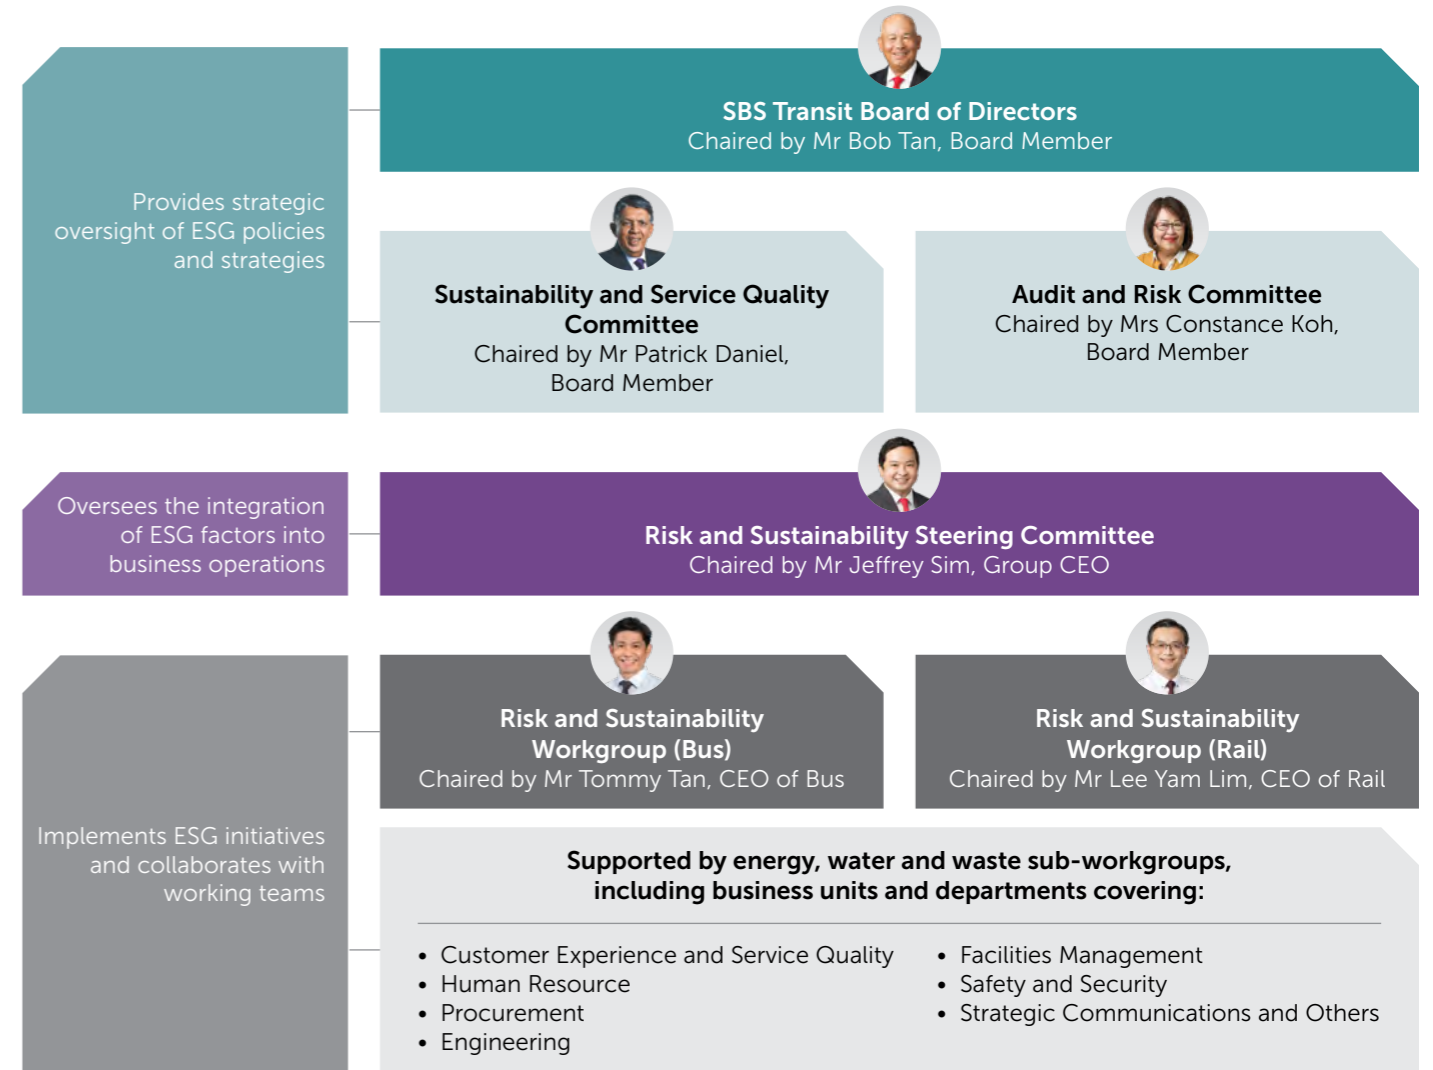 Provides strategic
oversight of ESG policies
and strategies
SBS Transit Board of Directors
Chaired by Mr Bob Tan, Board Member
Sustainability and Service Quality
Committee
Chaired by Mr Patrick Daniel,
Board Member
Audit and Risk Committee
Chaired by Mrs Constance Koh,
Board Member
Oversees the integration
of ESG factors into
business operations
Risk and Sustainability Steering Committee
Chaired by Mr Jeffrey Sim, Group CEO
Implements ESG initiatives
and collaborates with
working teams
Risk and Sustainability
Workgroup (Bus)
Chaired by Mr Tommy Tan, CEO of Bus
Risk and Sustainability
Workgroup (Rail)
Chaired by Mr Lee Yam Lim, CEO of Rail
Supported by energy, water and waste sub-workgroups,
including business units and departments covering:
• Customer Experience and Service Quality
• Human Resource
• Procurement
• Engineering
• Facilities Management
• Safety and Security
• Strategic Communications and Others